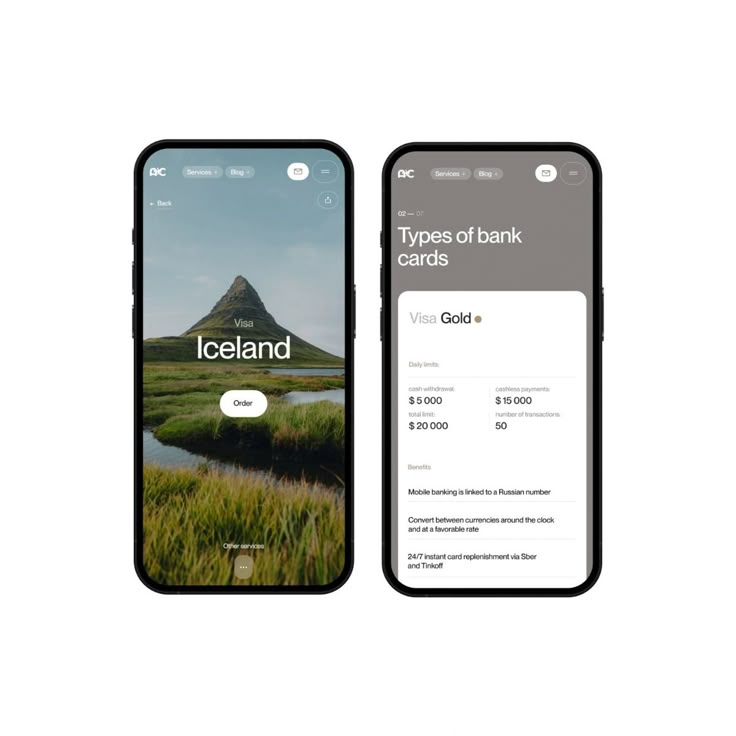 Services +
Blog +
← Back
Visa
Iceland
Order
Other services
...
Services +
Blog +
02 — 07
Types of bank
cards
Visa Gold
Daily limits:
cash withdrawal:
$ 5 000
cashless payments:
$ 15 000
total limit:
$ 20 000
number of transactions:
50
Benefits
Mobile banking is linked to a Russian number
Convert between currencies around the clock
and at a favorable rate
24/7 instant card replenishment via Sber
and Tinkoff